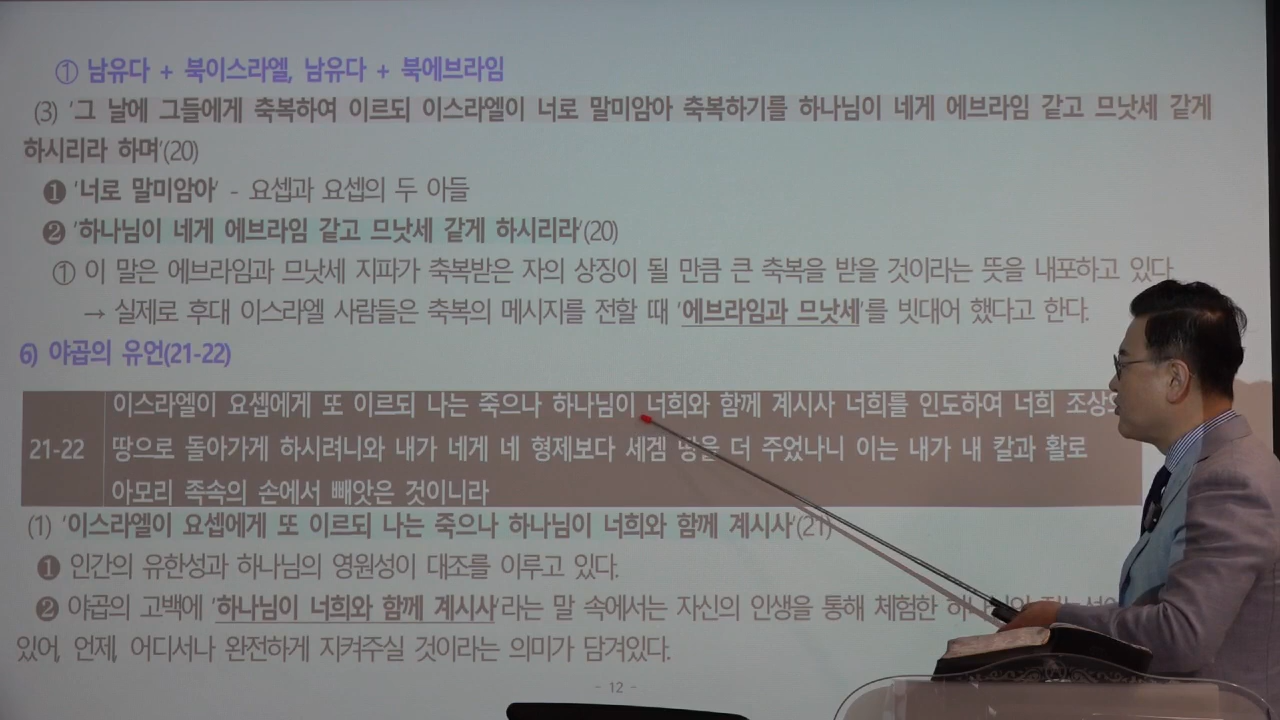 ① 남유다 + 북이스라엘, 남유다 + 북에브라임
(3) '그 날에 그들에게 축복하여 이르되 이스라엘이 너로 말미암아 축복하기를 하나님이 네게 에브라임 같고 므낫세 같게
하시리라 하며'(20)
❶ '너로 말미암아' - 요셉과 요셉의 두 아들
❷ '하나님이 네게 에브라임 같고 므낫세 같게 하시리라'(20)
① 이 말은 에브라임과 므낫세 지파가 축복받은 자의 상징이 될 만큼 큰 축복을 받을 것이라는 뜻을 내포하고 있다
→ 실제로 후대 이스라엘 사람들은 축복의 메시지를 전할 때 '에브라임과 므낫세'를 빗대어 했다고 한다.
6) 야곱의 유언(21-22)
이스라엘이 요셉에게 또 이르되 나는 죽으나 하나님이 너희와 함께 계시사 너희를 인도하여 너희
21-22 땅으로 돌아가게 하시려니와 내가 네게 네 형제보다 세겜 땅을 더 주었나니 이는 내가 내 칼과 활로
아모리 족속의 손에서 빼앗은 것이니라
(1) '이스라엘이 요셉에게 또 이르되 나는 죽으나 하나님이 너희와 함께 계시사'(21)
❶ 인간의 유한성과 하나님의 영원성이 대조를 이루고 있다.
❷ 야곱의 고백에 '하나님이 너희와 함께 계시사'라는 말 속에서는 자신의 인생을 통해 체험한
있어, 언제, 어디서나 완전하게 지켜주실 것이라는 의미가 담겨있다.
- 12 -